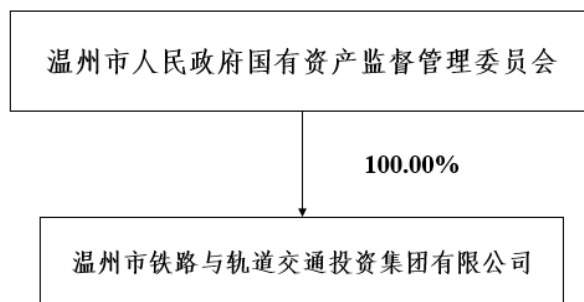 温州市人民政府国有资产监督管理委员会
100.00%
温州市铁路与轨道交通投资集团有限公司